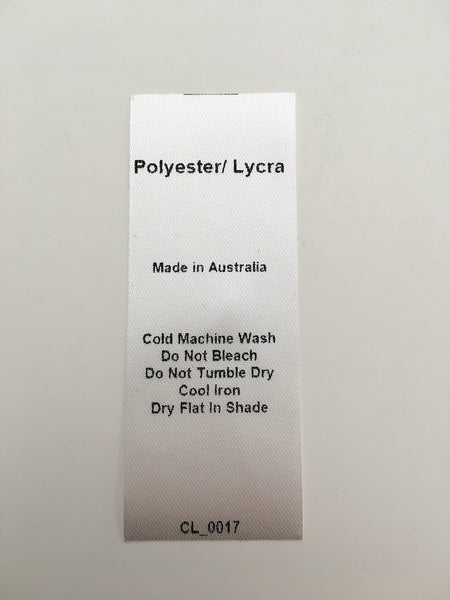 Polyester/ Lycra
Made in Australia
Cold Machine Wash
Do Not Bleach
Do Not Tumble Dry
Cool Iron
Dry Flat In Shade
CL_0017